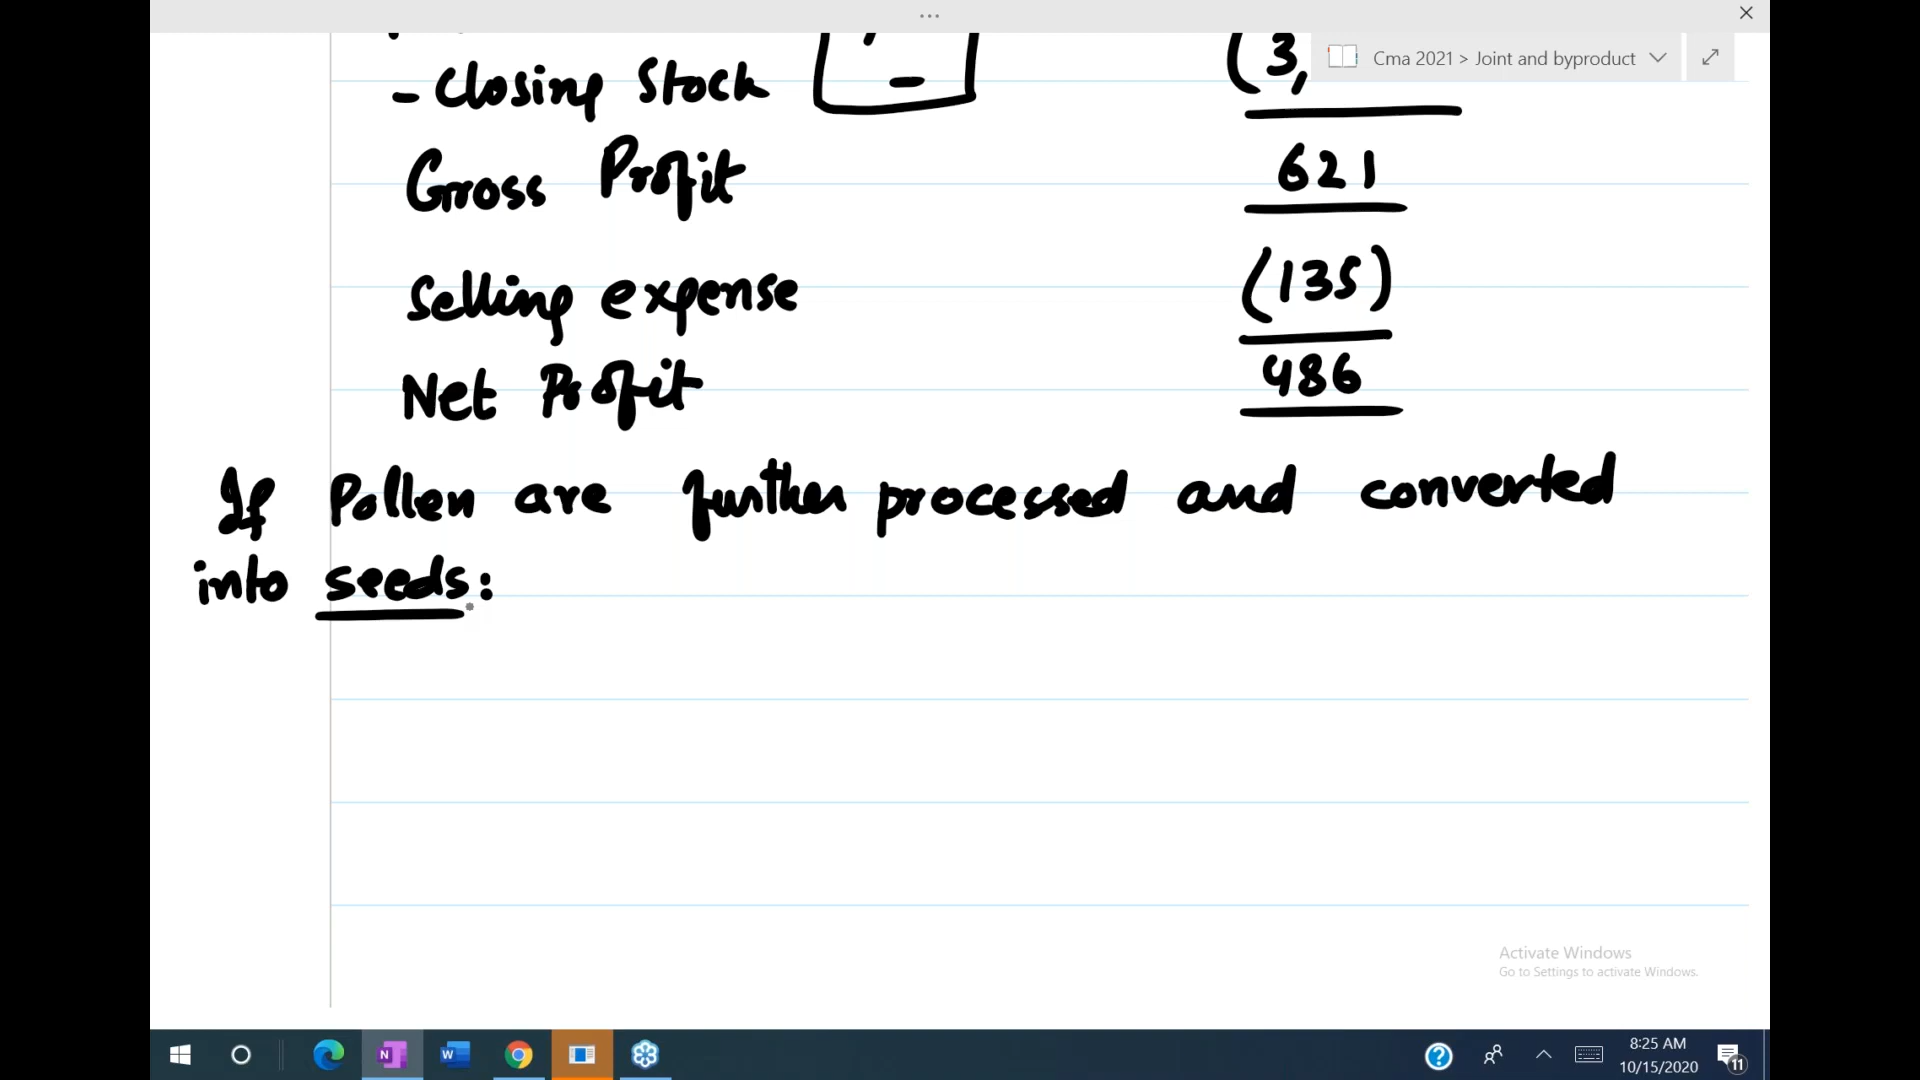 Cma 2021 > Joint and byproduct
- Closing Stock - (3,
Gross Profit 621
Selling expense (135)
Net Profit 486
If Pollen are further processed and converted
into seeds:
Activate Windows
Go to Settings to activate Windows.
8:25 AM
10/15/2020
11